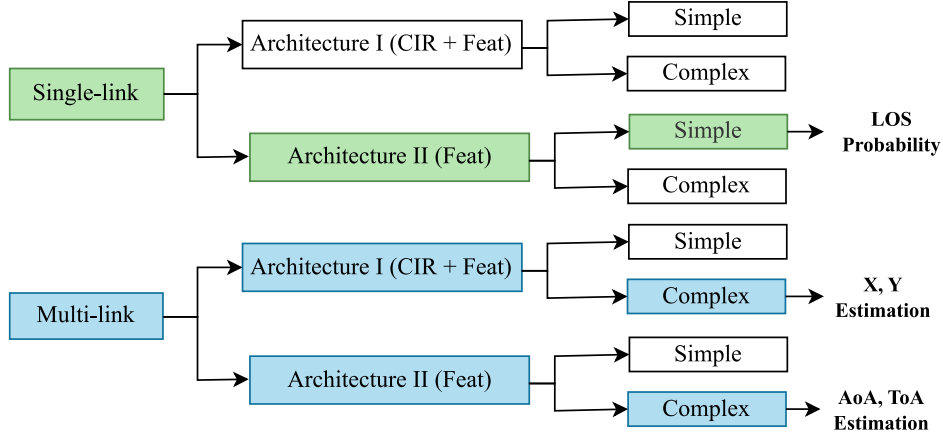 Single-link
Architecture I (CIR + Feat)
Simple
Complex
Architecture II (Feat)
Simple
LOS
Probability
Complex
Multi-link
Architecture I (CIR + Feat)
Simple
Complex
X, Y
Estimation
Architecture II (Feat)
Simple
Complex
AoA, ToA
Estimation